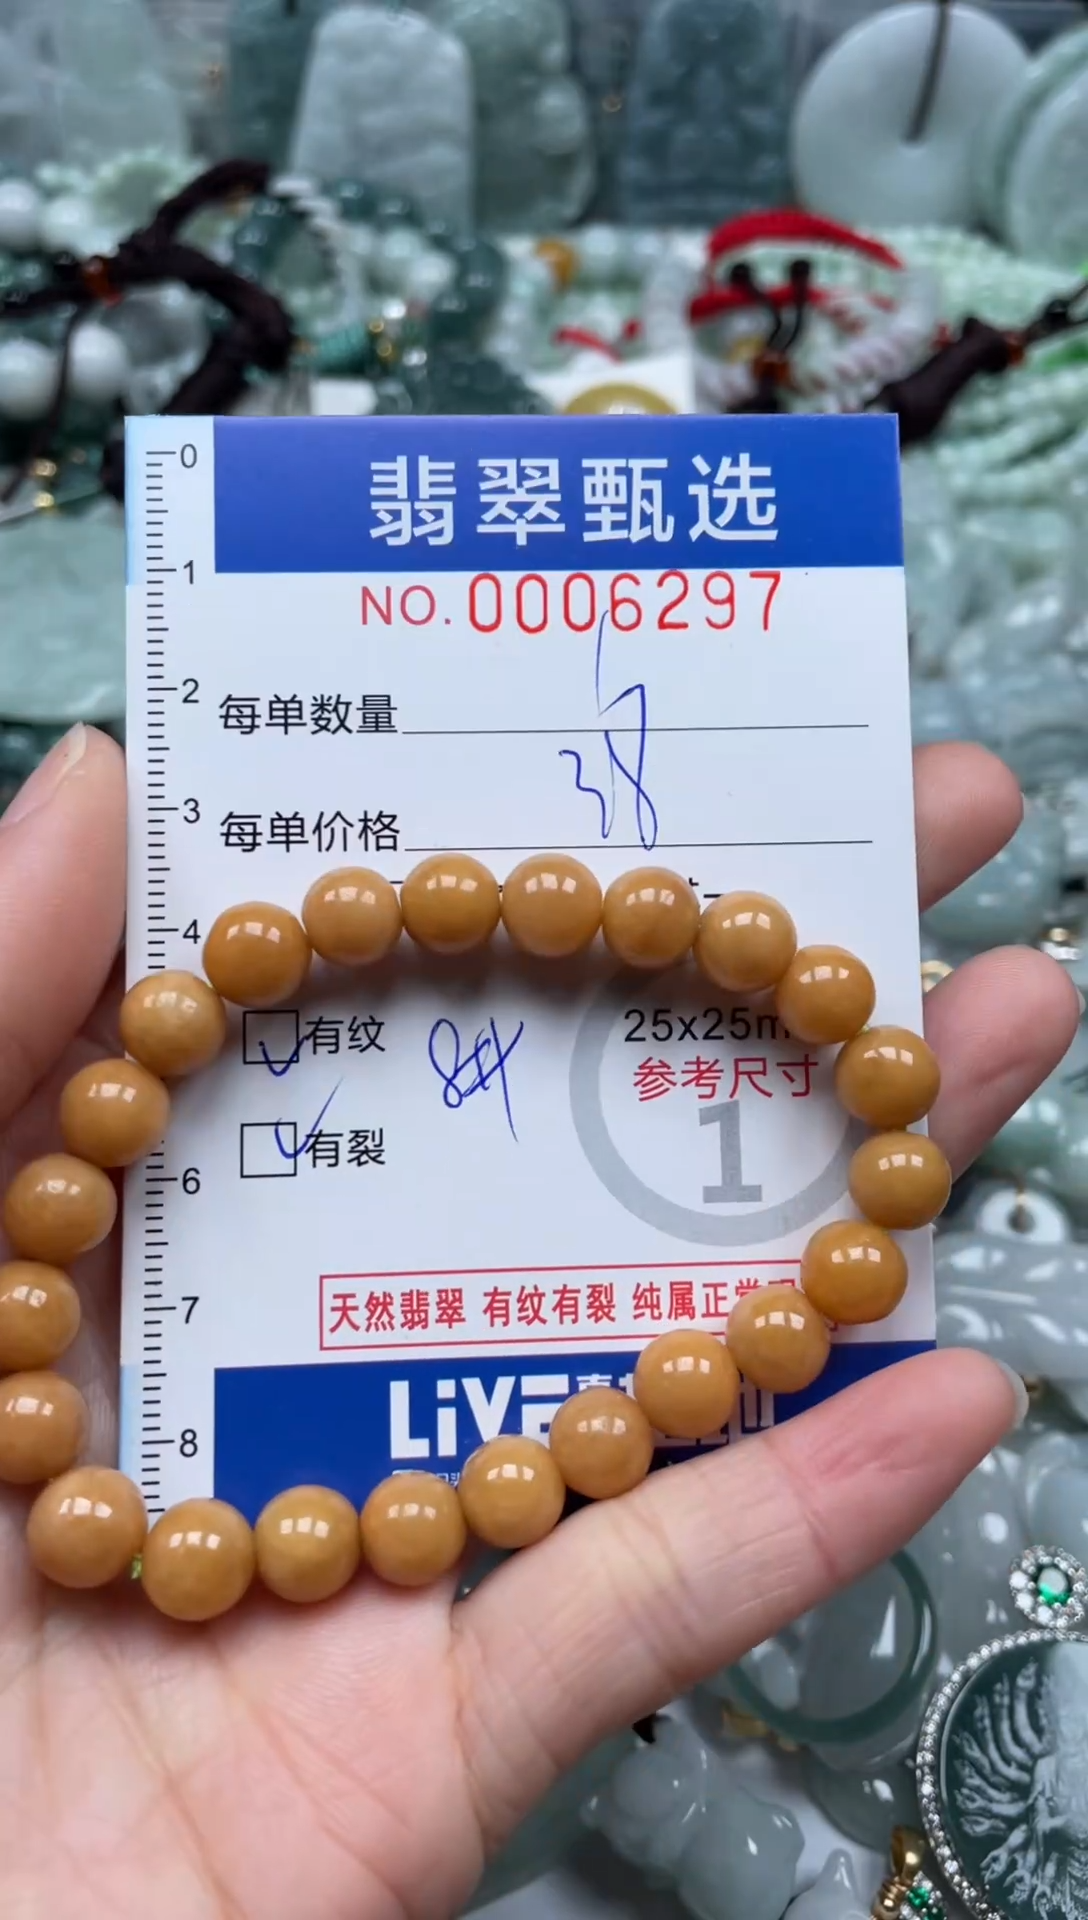 翡翠甄选
NO.0006297
每单数量
每单价格 38
有纹
25x25m
参考尺寸
有裂
1
天然翡翠 有纹有裂 纯属正常
LiVE
0
1
2
3
4
6
7
8